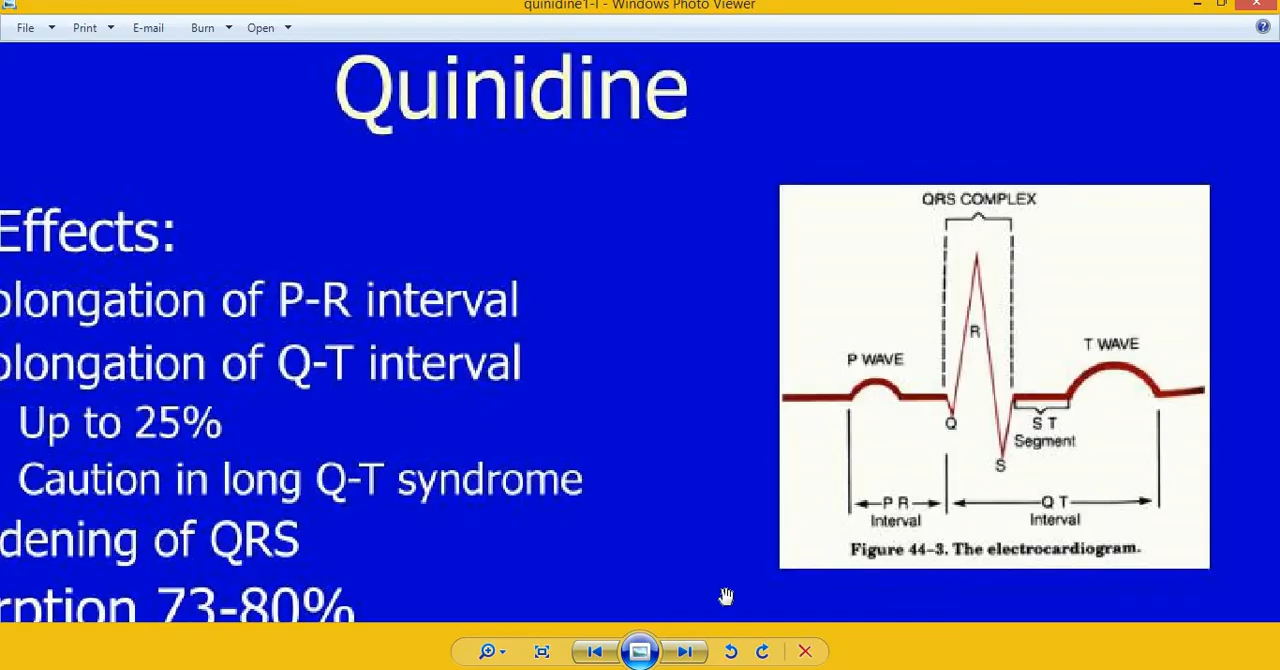 quinidine1-l - Windows Photo Viewer
File Print E-mail Burn Open
Quinidine
Effects:
olongation of P-R interval
olongation of Q-T interval
Up to 25%
Caution in long Q-T syndrome
dening of QRS
rption 73-80%
QRS COMPLEX
R
P WAVE
T WAVE
Q
S T
Segment
S
P R
Interval
Q T
Interval
Figure 44-3. The electrocardiogram.